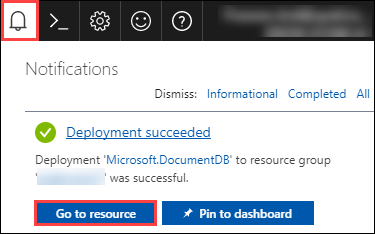 Notifications
Dismiss: Informational Completed All
Deployment succeeded
Deployment 'Microsoft.DocumentDB' to resource group
' ' was successful.
Go to resource Pin to dashboard